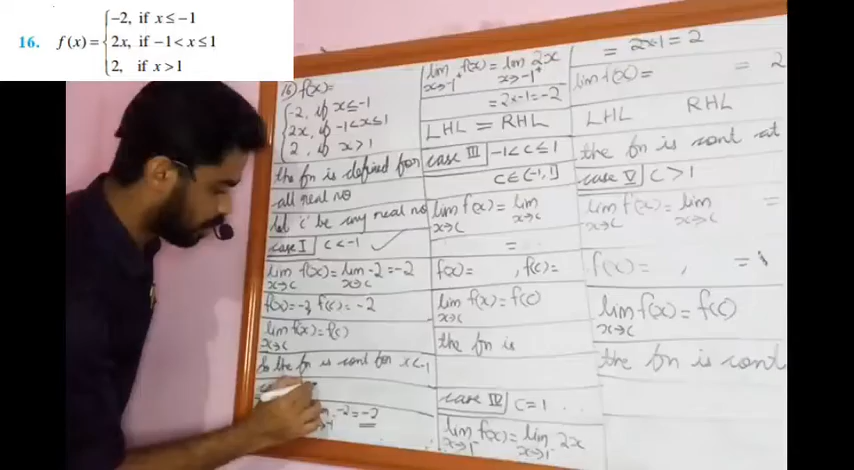 16. f(x) = { -2, if x ≤ -1
2x, if -1 < x ≤ 1
2, if x > 1
16) f(x)=
{ -2, if x ≤ -1
2x, if -1<x≤1
2, if x > 1
the fn is defined for
all real no
let 'c' be any real no
case I c < -1
lim f(x) = lim -2 = -2
x→c x→c
f(x) = -2, f(c) = -2
lim f(x) = f(c)
x→c
So the fn is cont for x<-1
-2 = -2
lim f(x) = lim 2x
x→-1⁺ x→-1⁺
= 2×-1 = -2
LHL = RHL
case III -1 < c ≤ 1
c ∈ (-1, 1]
lim f(x) = lim
x→c x→c
=
f(x) = , f(c) =
lim f(x) = f(c)
x→c
the fn is
case IV c = 1
lim f(x) = lim 2x
x→1⁻ x→1⁻
= 2×1 = 2
lim f(x) = = 2
LHL RHL
the fn is cont at
case V c > 1
lim f(x) = lim =
x→c x→c
f(x) = , =
lim f(x) = f(c)
x→c
the fn is cont